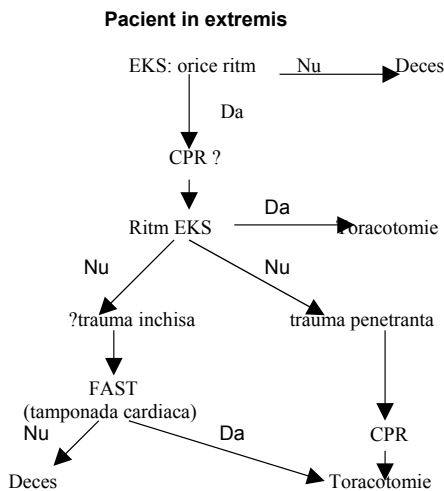 Pacient in extremis
EKS: orice ritm Nu Deces
Da
CPR ?
Ritm EKS Da Toracotomie
Nu Nu
?trauma inchisa trauma penetranta
FAST
(tamponada cardiaca)
Nu Da CPR
Deces Toracotomie